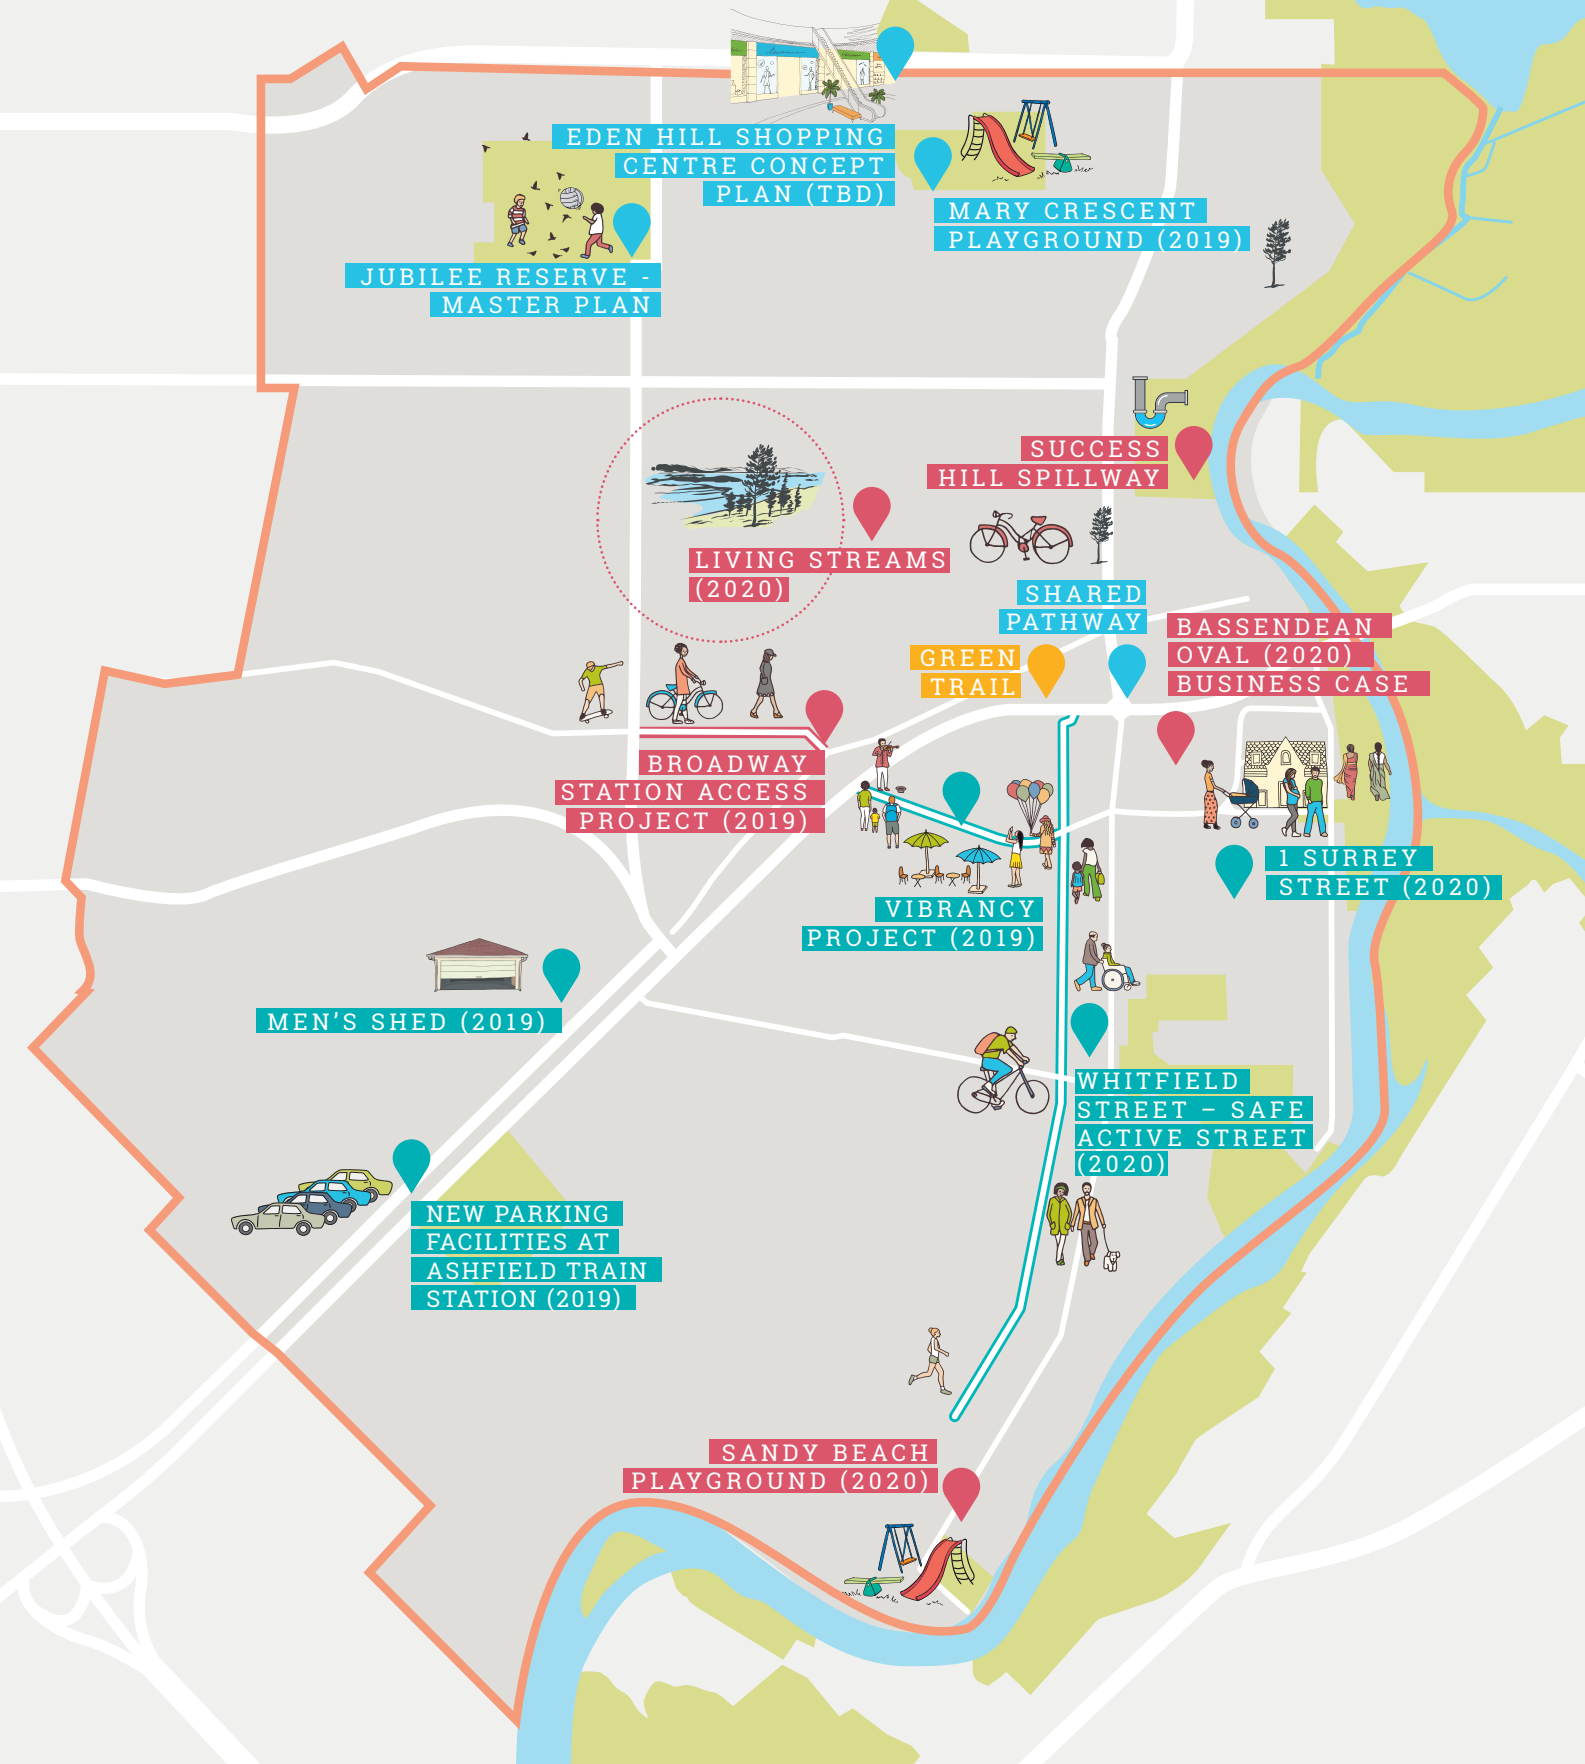 EDEN HILL SHOPPING
CENTRE CONCEPT
PLAN (TBD)
MARY CRESCENT
PLAYGROUND (2019)
JUBILEE RESERVE -
MASTER PLAN
SUCCESS
HILL SPILLWAY
LIVING STREAMS
(2020)
SHARED
PATHWAY
GREEN
TRAIL
BASSENDEAN
OVAL (2020)
BUSINESS CASE
BROADWAY
STATION ACCESS
PROJECT (2019)
1 SURREY
STREET (2020)
VIBRANCY
PROJECT (2019)
MEN’S SHED (2019)
WHITFIELD
STREET – SAFE
ACTIVE STREET
(2020)
NEW PARKING
FACILITIES AT
ASHFIELD TRAIN
STATION (2019)
SANDY BEACH
PLAYGROUND (2020)